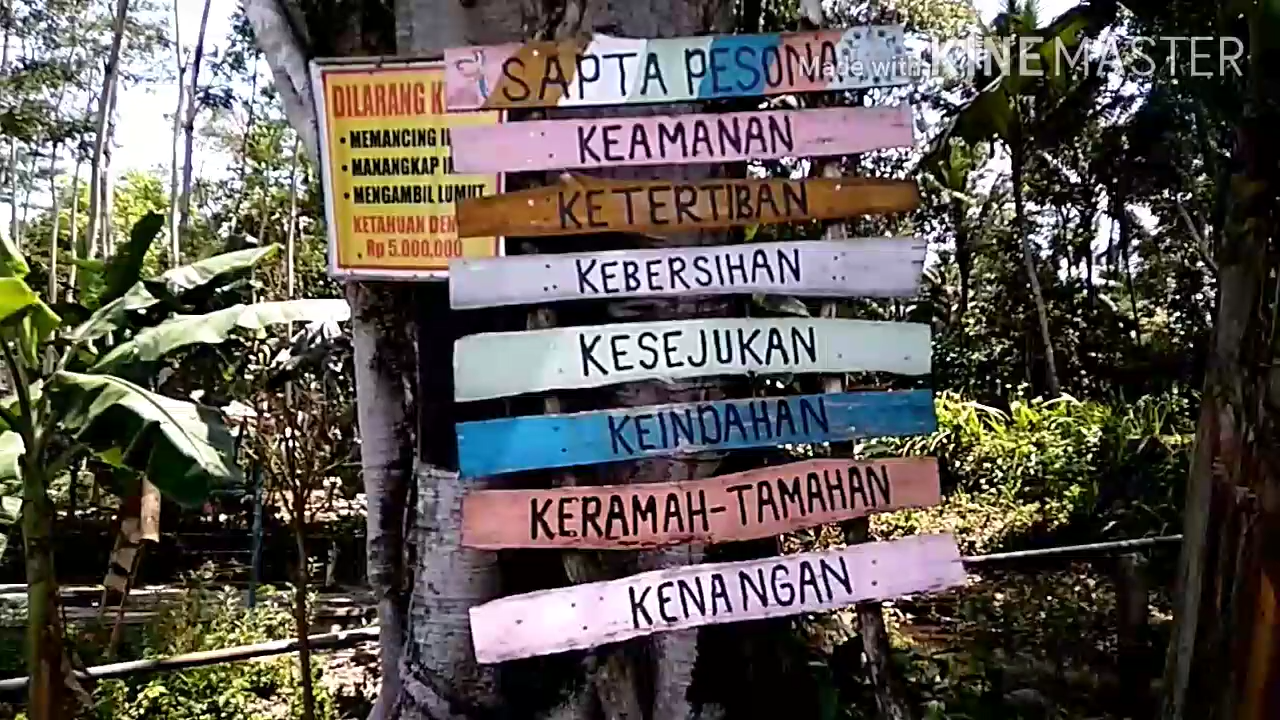 DILARANG
• MEMANCING
• MANANGKAP
• MENGAMBIL LUMUT
KETAHUAN
Rp 5.000.000
SAPTA PESONA
KEAMANAN
KETERTIBAN
KEBERSIHAN
KESEJUKAN
KEINDAHAN
KERAMAH-TAMAHAN
KENANGAN
Made with KINEMASTER